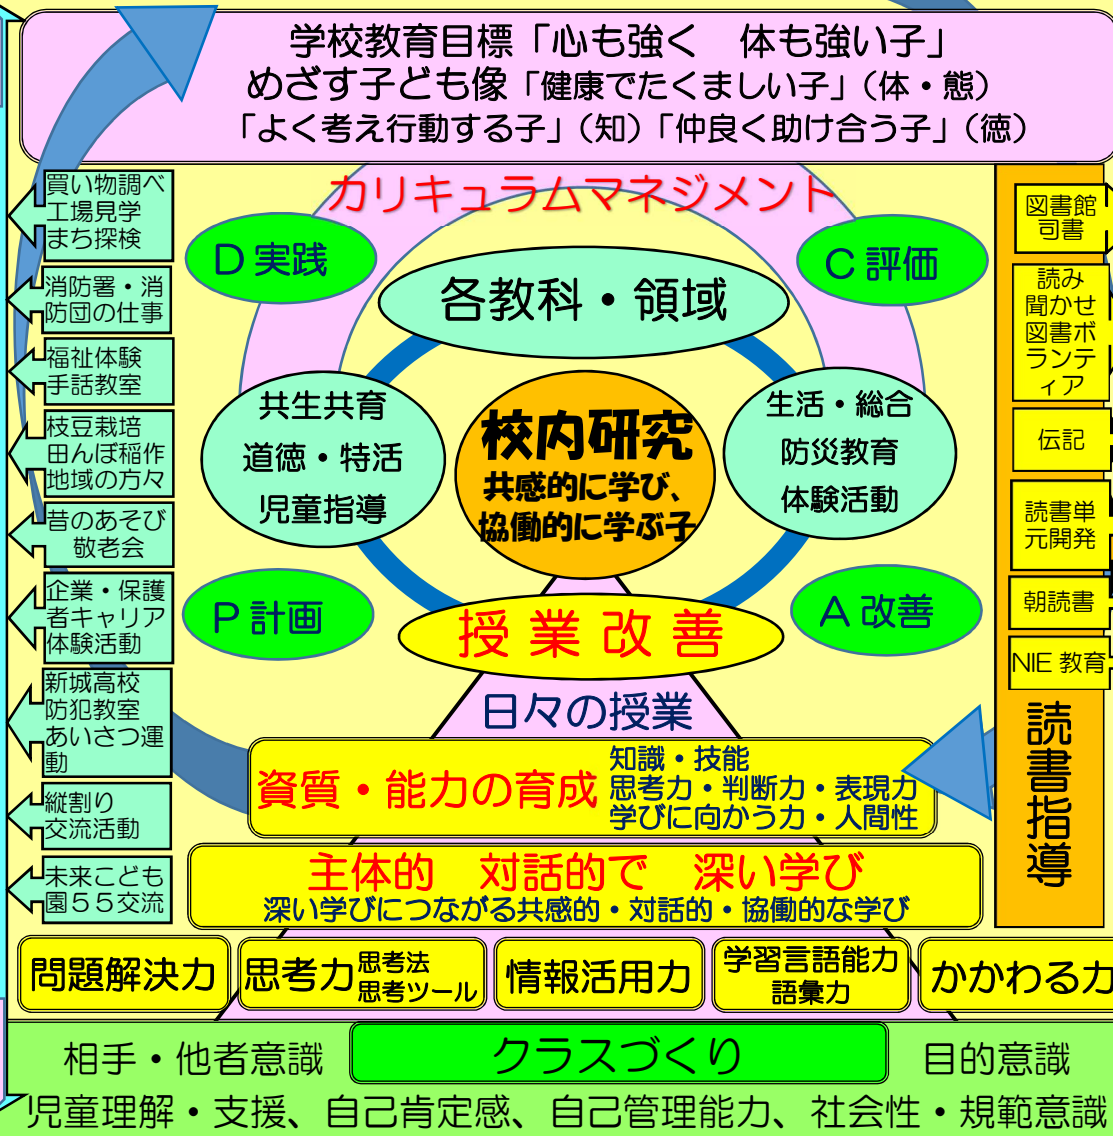 学校教育目標「心も強く　体も強い子」
めざす子ども像「健康でたくましい子」（体・態）
「よく考え行動する子」（知）「仲良く助け合う子」（徳）
カリキュラムマネジメント
買い物調べ
工場見学
まち探検
消防署・消
防団の仕事
福祉体験
手話教室
枝豆栽培
田んぼ稲作
地域の方々
昔のあそび
敬老会
企業・保護
者キャリア
体験活動
新城高校
防犯教室
あいさつ運
動
縦割り
交流活動
未来こども
園５５交流
D 実践
C 評価
各教科・領域
共生共育
道徳・特活
児童指導
校内研究
共感的に学び、
協働的に学ぶ子
生活・総合
防災教育
体験活動
P 計画
A 改善
授 業 改 善
日々の授業
資質・能力の育成
知識・技能
思考力・判断力・表現力
学びに向かう力・人間性
主体的　対話的で　深い学び
深い学びにつながる共感的・対話的・協働的な学び
図書館
司書
読み
聞かせ
図書ボ
ランテ
ィア
伝記
読書単
元開発
朝読書
NIE 教育
読書指導
問題解決力
思考力
思考法
思考ツール
情報活用力
学習言語能力
語彙力
かかわる力
相手・他者意識
クラスづくり
目的意識
児童理解・支援、自己肯定感、自己管理能力、社会性・規範意識